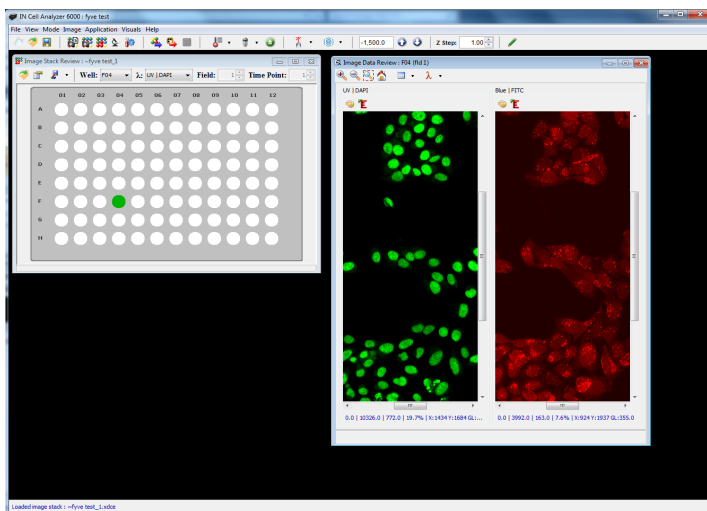 IN Cell Analyzer 6000 : fyve test
File View Mode Image Application Visuals Help
-1,500.0 Z Step: 1.00
Image Stack Review : ~fyve test_1
Well: F04 λ: UV | DAPI Field: 1 Time Point: 1
01 02 03 04 05 06 07 08 09 10 11 12
A
B
C
D
E
F
G
H
Image Data Review : F04 (fld 1)
λ
UV | DAPI Blue | FITC
0.0 | 10326.0 | 772.0 | 19.7% | X:1434 Y:1684 GL:... 0.0 | 3992.0 | 163.0 | 7.6% | X:924 Y:1937 GL:355.0
Loaded image stack : ~fyve test_1.xdce